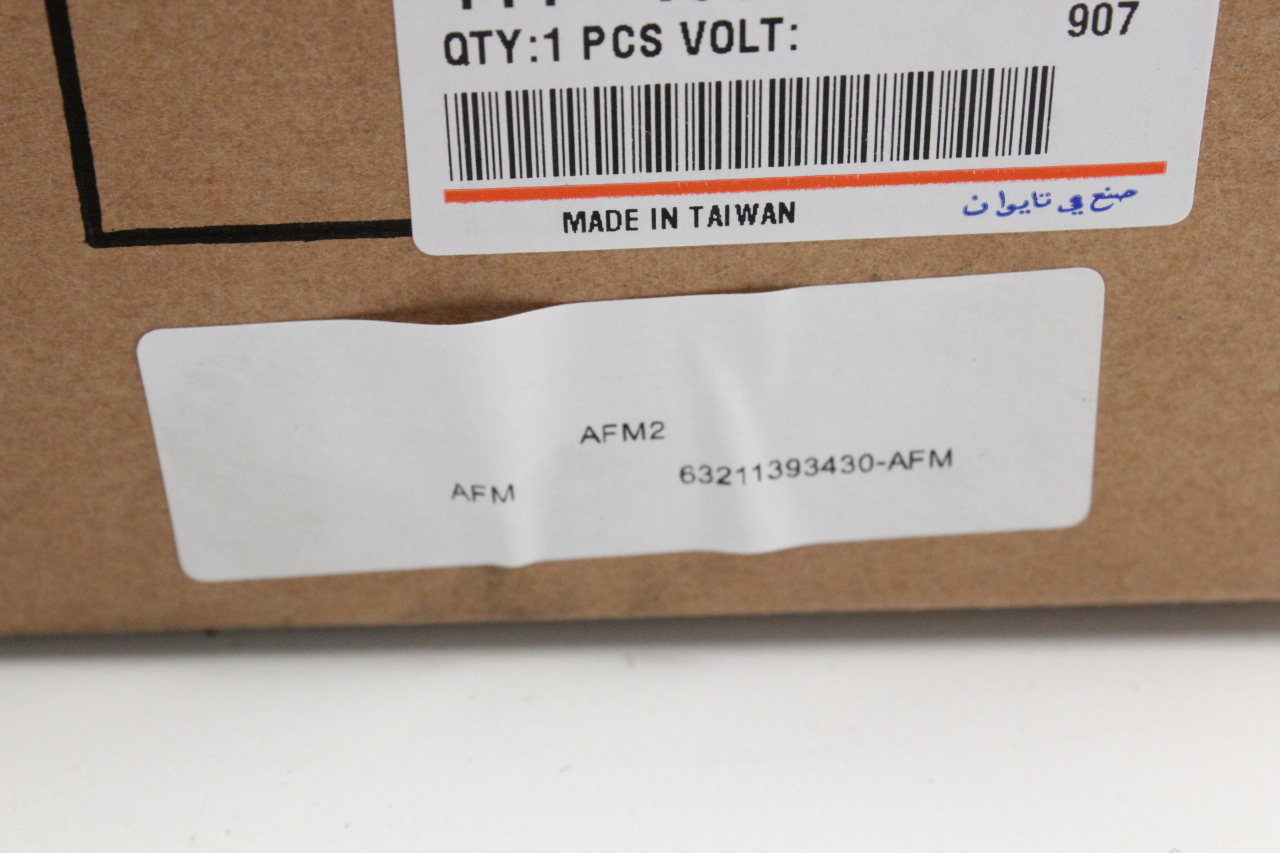 QTY:1 PCS VOLT:
907
MADE IN TAIWAN
صنع في تايوان
AFM2
63211393430-AFM
AFM